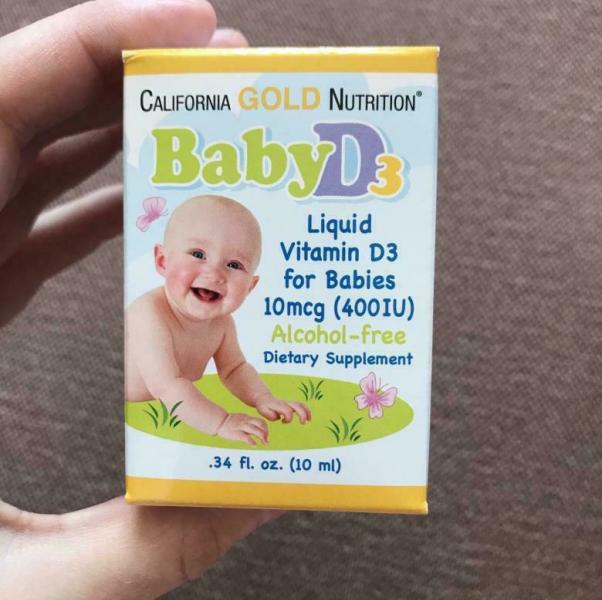 CALIFORNIA GOLD NUTRITION®
BabyD3
Liquid
Vitamin D3
for Babies
10mcg (400IU)
Alcohol-free
Dietary Supplement
.34 fl. oz. (10 ml)